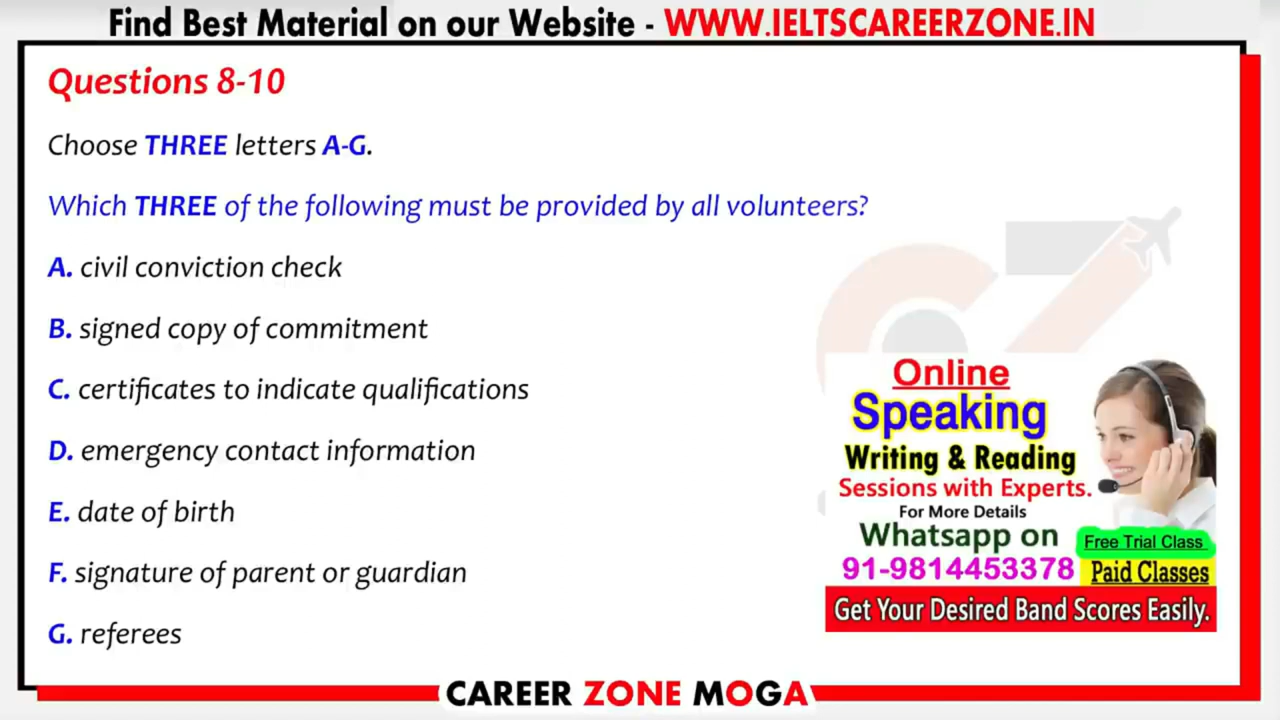 Find Best Material on our Website - WWW.IELTSCAREERZONE.IN
Questions 8-10
Choose THREE letters A-G.
Which THREE of the following must be provided by all volunteers?
A. civil conviction check
B. signed copy of commitment
C. certificates to indicate qualifications
D. emergency contact information
E. date of birth
F. signature of parent or guardian
G. referees
Online
Speaking
Writing & Reading
Sessions with Experts.
For More Details
Whatsapp on
91-9814453378
Free Trial Class
Paid Classes
Get Your Desired Band Scores Easily.
CAREER ZONE MOGA